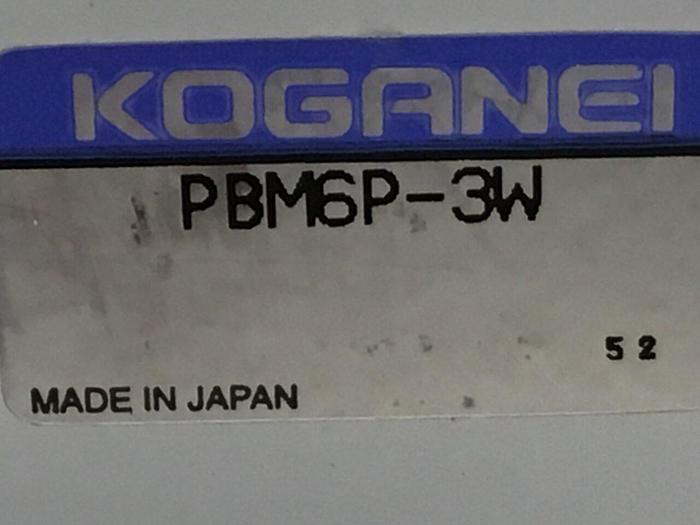 KOGANEI
PBM6P-3W
52
MADE IN JAPAN